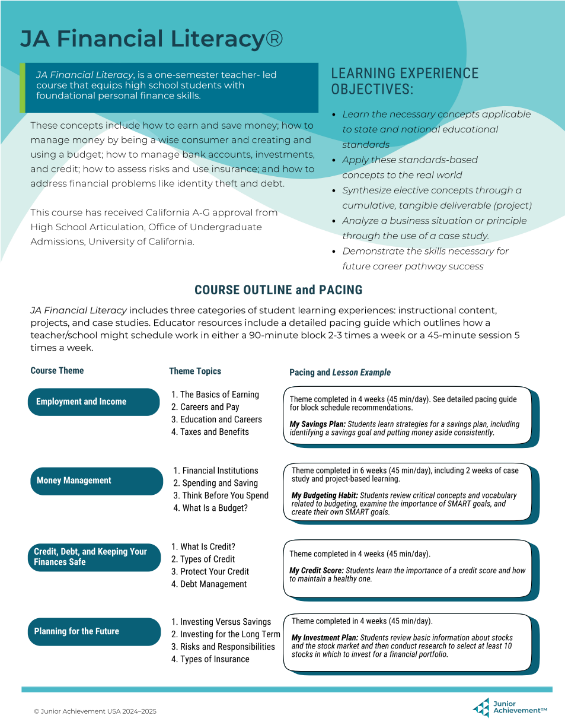 JA Financial Literacy®
JA Financial Literacy, is a one-semester teacher- led
course that equips high school students with
foundational personal finance skills.
These concepts include how to earn and save money; how to
manage money by being a wise consumer and creating and
using a budget; how to manage bank accounts, investments,
and credit; how to assess risks and use insurance; and how to
address financial problems like identity theft and debt.
This course has received California A-G approval from
High School Articulation, Office of Undergraduate
Admissions, University of California.
LEARNING EXPERIENCE
OBJECTIVES:
• Learn the necessary concepts applicable
to state and national educational
standards
• Apply these standards-based
concepts to the real world
• Synthesize elective concepts through a
cumulative, tangible deliverable (project)
• Analyze a business situation or principle
through the use of a case study.
• Demonstrate the skills necessary for
future career pathway success
COURSE OUTLINE and PACING
JA Financial Literacy includes three categories of student learning experiences: instructional content,
projects, and case studies. Educator resources include a detailed pacing guide which outlines how a
teacher/school might schedule work in either a 90-minute block 2-3 times a week or a 45-minute session 5
times a week.
Course Theme
Theme Topics
Pacing and Lesson Example
Employment and Income
1. The Basics of Earning
2. Careers and Pay
3. Education and Careers
4. Taxes and Benefits
Theme completed in 4 weeks (45 min/day). See detailed pacing guide
for block schedule recommendations.
My Savings Plan: Students learn strategies for a savings plan, including
identifying a savings goal and putting money aside consistently.
Money Management
1. Financial Institutions
2. Spending and Saving
3. Think Before You Spend
4. What Is a Budget?
Theme completed in 6 weeks (45 min/day), including 2 weeks of case
study and project-based learning.
My Budgeting Habit: Students review critical concepts and vocabulary
related to budgeting, examine the importance of SMART goals, and
create their own SMART goals.
Credit, Debt, and Keeping Your
Finances Safe
1. What Is Credit?
2. Types of Credit
3. Protect Your Credit
4. Debt Management
Theme completed in 4 weeks (45 min/day).
My Credit Score: Students learn the importance of a credit score and how
to maintain a healthy one.
Planning for the Future
1. Investing Versus Savings
2. Investing for the Long Term
3. Risks and Responsibilities
4. Types of Insurance
Theme completed in 4 weeks (45 min/day).
My Investment Plan: Students review basic information about stocks
and the stock market and then conduct research to select at least 10
stocks in which to invest for a financial portfolio.
© Junior Achievement USA 2024–2025
Junior
Achievement™